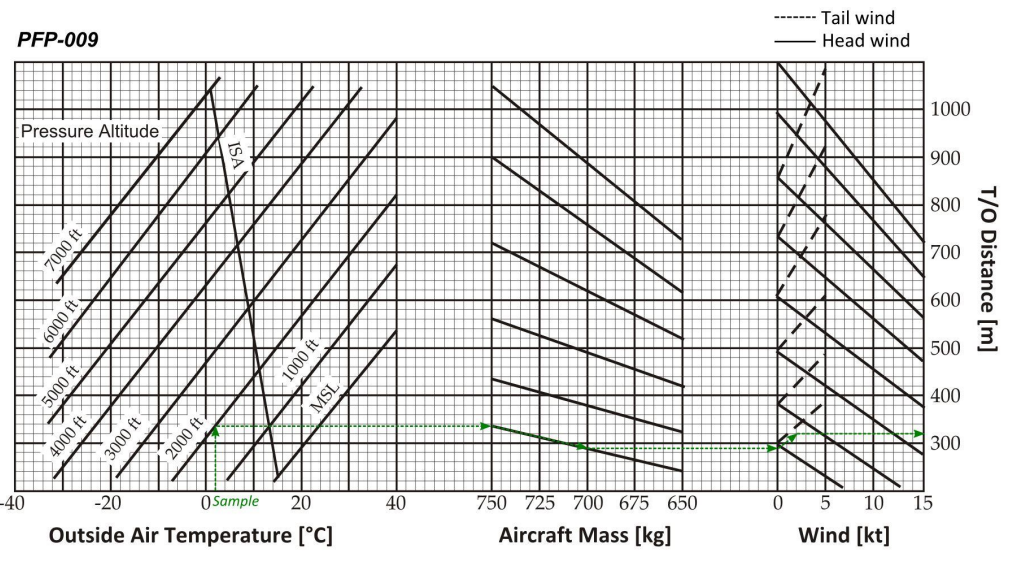 Tail wind
Head wind
PFP-009
Pressure Altitude
ISA
7000 ft
6000 ft
5000 ft
4000 ft
3000 ft
2000 ft
1000 ft
MSL
1000
900
800
700
600
500
400
300
T/O Distance [m]
Sample
-40 -20 0 20 40 750 725 700 675 650 0 5 10 15
Outside Air Temperature [°C] Aircraft Mass [kg] Wind [kt]